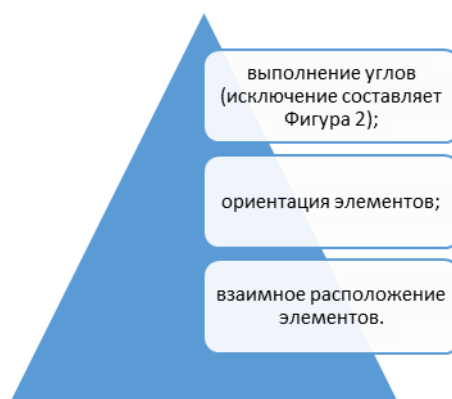 выполнение углов
(исключение составляет
Фигура 2);
ориентация элементов;
взаимное расположение
элементов.